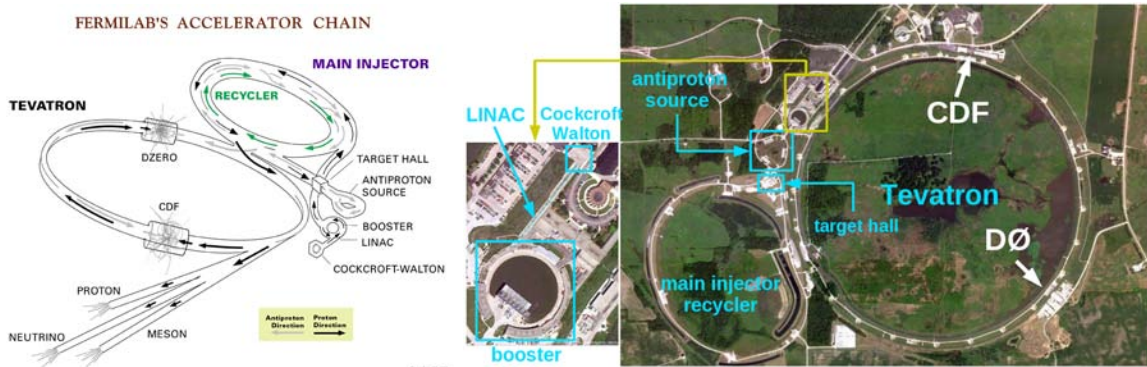 FERMILAB'S ACCELERATOR CHAIN
MAIN INJECTOR
RECYCLER
TEVATRON
DZERO
TARGET HALL
ANTIPROTON
SOURCE
CDF
BOOSTER
LINAC
COCKCROFT-WALTON
PROTON
NEUTRINO
MESON
Antiproton
Direction
Proton
Direction
antiproton
source
LINAC
Cockcroft
Walton
booster
CDF
Tevatron
target hall
DØ
main injector
recycler